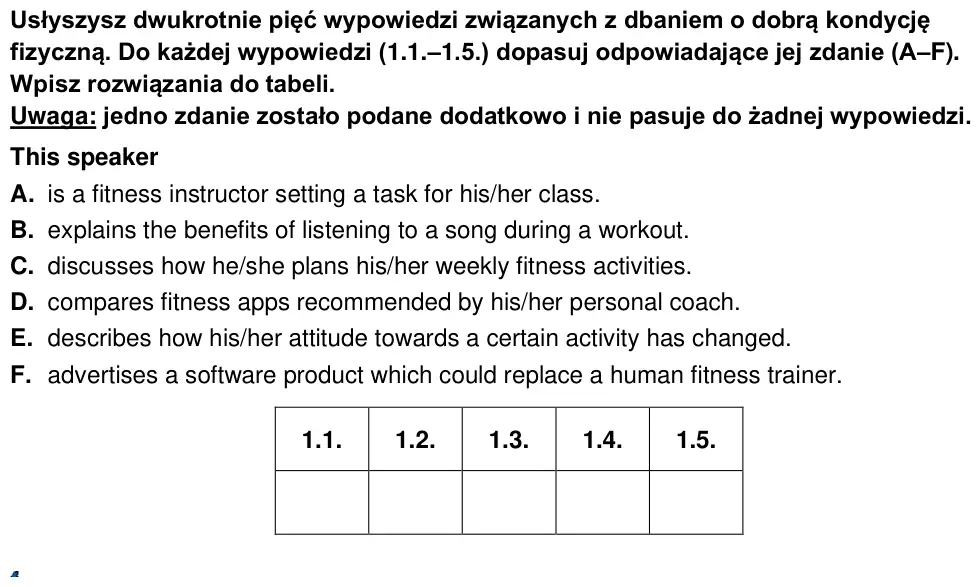 Usłyszysz dwukrotnie pięć wypowiedzi związanych z dbaniem o dobrą kondycję
fizyczną. Do każdej wypowiedzi (1.1.–1.5.) dopasuj odpowiadające jej zdanie (A–F).
Wpisz rozwiązania do tabeli.
Uwaga: jedno zdanie zostało podane dodatkowo i nie pasuje do żadnej wypowiedzi.
This speaker
A. is a fitness instructor setting a task for his/her class.
B. explains the benefits of listening to a song during a workout.
C. discusses how he/she plans his/her weekly fitness activities.
D. compares fitness apps recommended by his/her personal coach.
E. describes how his/her attitude towards a certain activity has changed.
F. advertises a software product which could replace a human fitness trainer.
1.1. 1.2. 1.3. 1.4. 1.5.